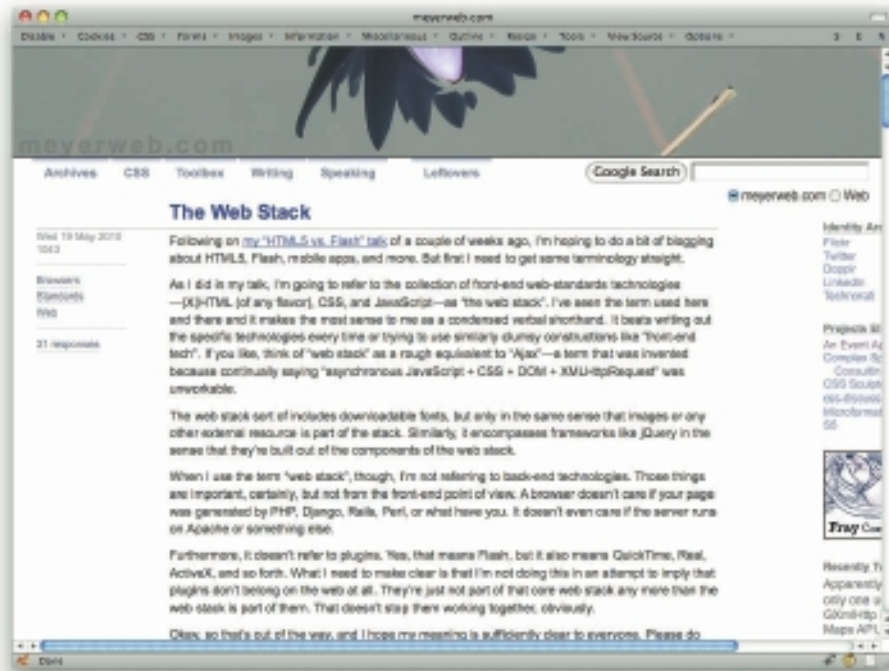 meyerweb.com
Disable Cookies CSS Forms Images Information Miscellaneous Outline Resize Tools View Source Options
meyerweb.com
Archives CSS Toolbox Writing Speaking Leftovers Google Search
meyerweb.com Web
The Web Stack
Wed 19 May 2010
1043
Browsers
Standards
Web
31 responses
Following on my "HTML5 vs. Flash" talk of a couple of weeks ago, I'm hoping to do a bit of blogging
about HTML5, Flash, mobile apps, and more. But first I need to get some terminology straight.
As I did in my talk, I'm going to refer to the collection of front-end web-standards technologies
—(X)HTML (of any flavor), CSS, and JavaScript—as "the web stack". I've seen the term used here
and there and it makes the most sense to me as a condensed verbal shorthand. It beats writing out
the specific technologies every time or trying to use similarly clumsy constructions like "front-end
tech". If you like, think of "web stack" as a rough equivalent to "Ajax"—a term that was invented
because continually saying "asynchronous JavaScript + CSS + DOM + XMLHttpRequest" was
unworkable.
The web stack sort of includes downloadable fonts, but only in the same sense that images or any
other external resource is part of the stack. Similarly, it encompasses frameworks like jQuery in the
sense that they're built out of the components of the web stack.
When I use the term "web stack", though, I'm not referring to back-end technologies. Those things
are important, certainly, but not from the front-end point of view. A browser doesn't care if your page
was generated by PHP, Django, Rails, Perl, or what have you. It doesn't even care if the server runs
on Apache or something else.
Furthermore, it doesn't refer to plugins. Yes, that means Flash, but it also means QuickTime, Real,
ActiveX, and so forth. What I need to make clear is that I'm not doing this in an attempt to imply that
plugins don't belong on the web at all. They're just not part of that core web stack any more than the
web stack is part of them. That doesn't stop them working together, obviously.
Okay, so that's out of the way, and I hope my meaning is sufficiently clear to everyone. Please do
Identity
Flickr
Twitter
Dopplr
LinkedIn
Technorati
Projects
An Event
Complex
CSS
Fray
Recently
Apparently
only one
Maps API
Done